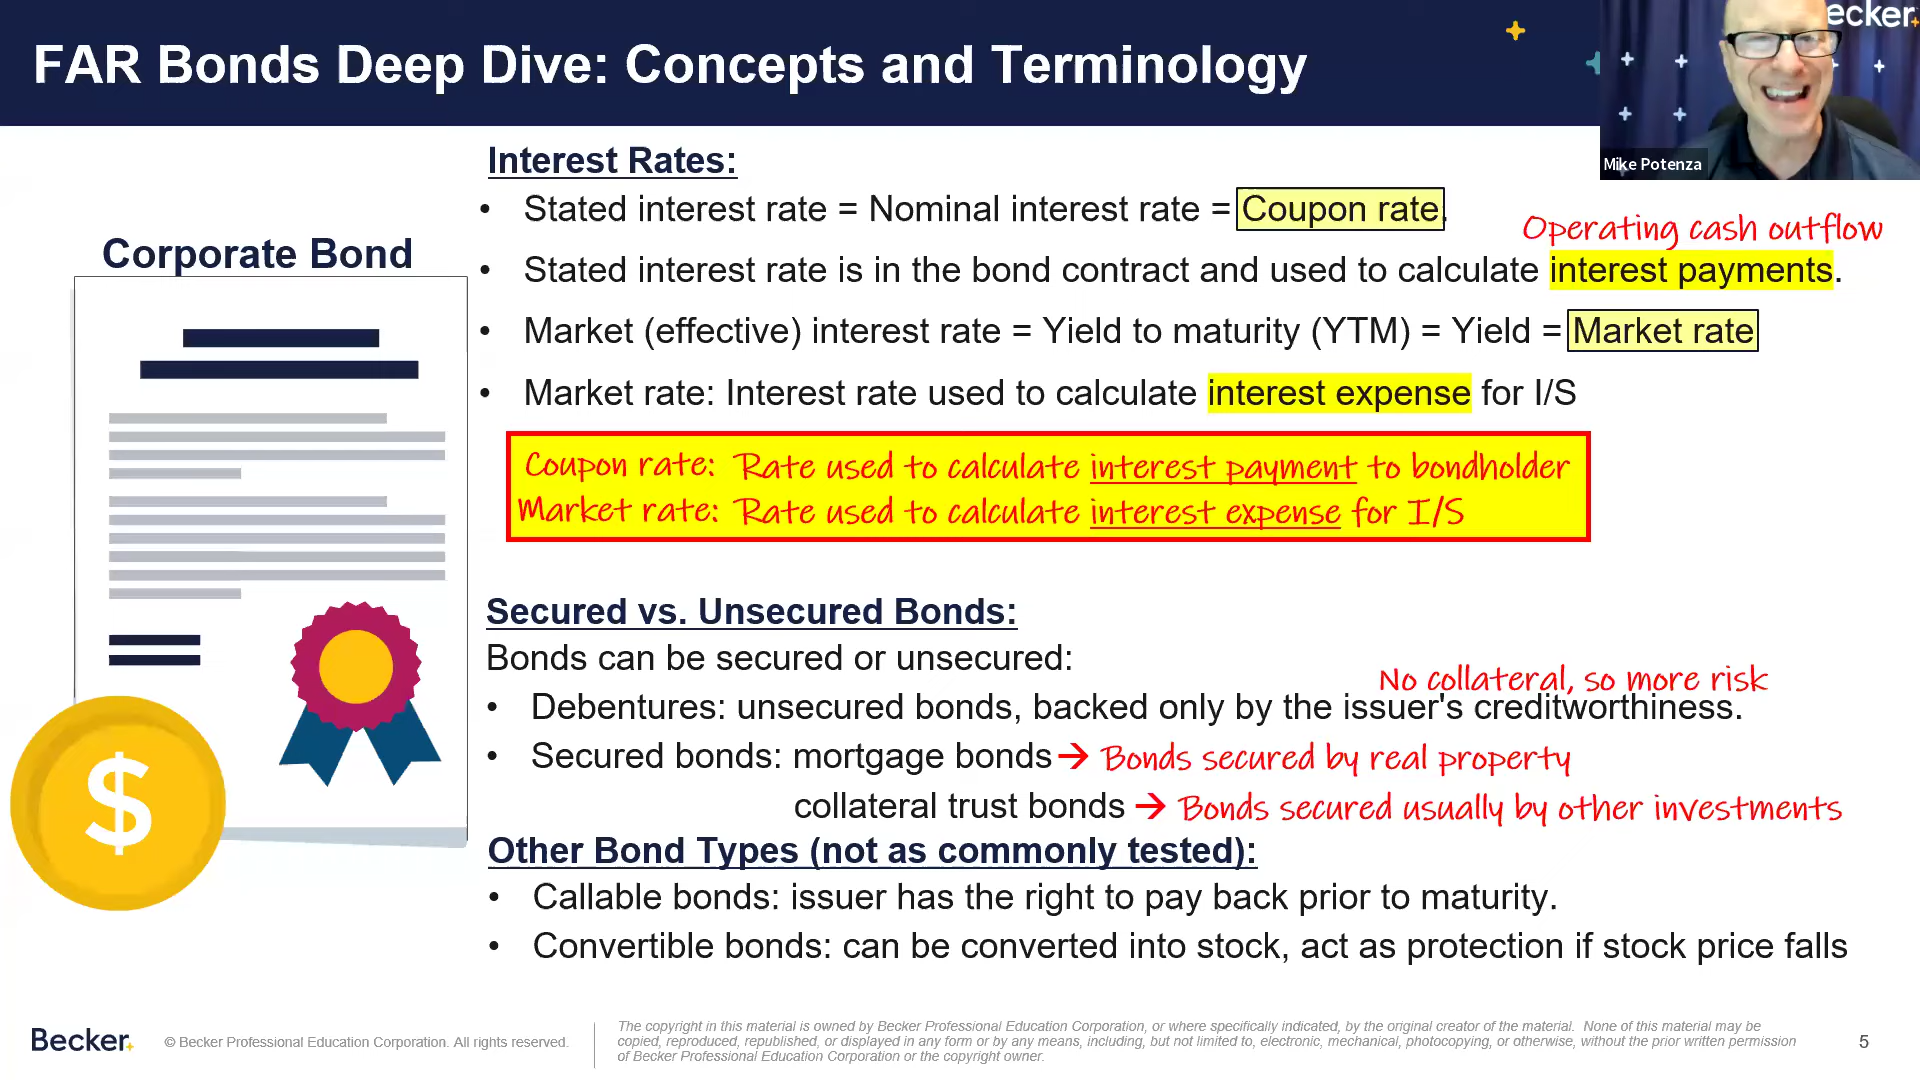 FAR Bonds Deep Dive: Concepts and Terminology
ecker
Mike Potenza
Corporate Bond
$
Interest Rates:
• Stated interest rate = Nominal interest rate = Coupon rate.
Operating cash outflow
• Stated interest rate is in the bond contract and used to calculate interest payments.
• Market (effective) interest rate = Yield to maturity (YTM) = Yield = Market rate
• Market rate: Interest rate used to calculate interest expense for I/S
Coupon rate: Rate used to calculate interest payment to bondholder
Market rate: Rate used to calculate interest expense for I/S
Secured vs. Unsecured Bonds:
Bonds can be secured or unsecured:
No collateral, so more risk
• Debentures: unsecured bonds, backed only by the issuer's creditworthiness.
• Secured bonds: mortgage bonds → Bonds secured by real property
collateral trust bonds → Bonds secured usually by other investments
Other Bond Types (not as commonly tested):
• Callable bonds: issuer has the right to pay back prior to maturity.
• Convertible bonds: can be converted into stock, act as protection if stock price falls
Becker
© Becker Professional Education Corporation. All rights reserved.
The copyright in this material is owned by Becker Professional Education Corporation, or where specifically indicated, by the original creator of the material. None of this material may be
copied, reproduced, republished, or displayed in any form or by any means, including, but not limited to, electronic, mechanical, photocopying, or otherwise, without the prior written permission
of Becker Professional Education Corporation or the copyright owner.
5